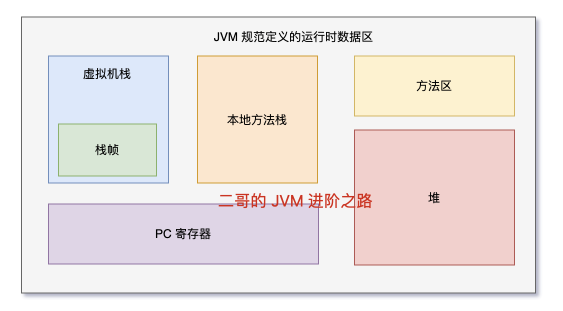 JVM 规范定义的运行时数据区
虚拟机栈
栈帧
本地方法栈
方法区
堆
二哥的 JVM 进阶之路
PC 寄存器